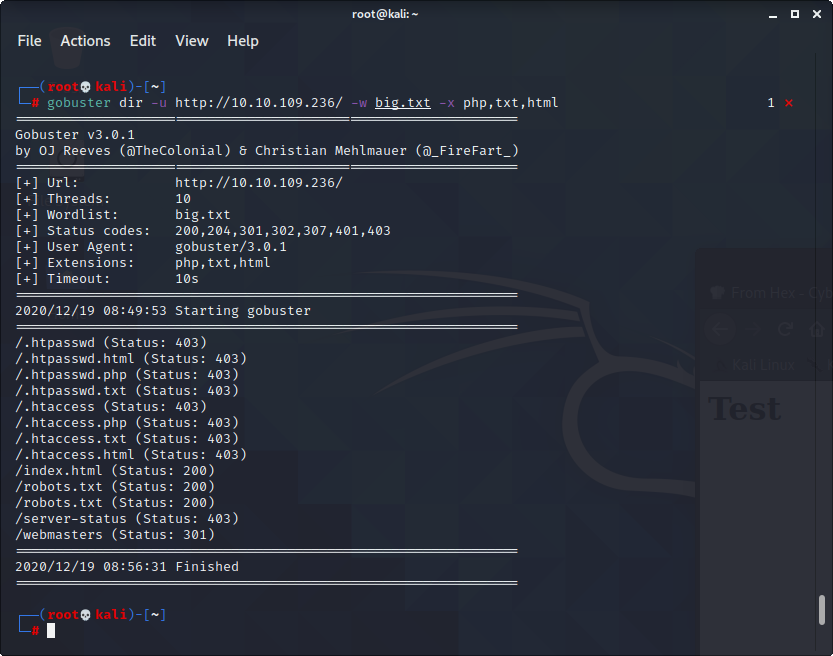 root@kali: ~
File Actions Edit View Help
┌──(root💀kali)-[~]
└─# gobuster dir -u http://10.10.109.236/ -w big.txt -x php,txt,html 1 ⨯
===============================================================
Gobuster v3.0.1
by OJ Reeves (@TheColonial) & Christian Mehlmauer (@_FireFart_)
===============================================================
[+] Url: http://10.10.109.236/
[+] Threads: 10
[+] Wordlist: big.txt
[+] Status codes: 200,204,301,302,307,401,403
[+] User Agent: gobuster/3.0.1
[+] Extensions: php,txt,html
[+] Timeout: 10s
===============================================================
2020/12/19 08:49:53 Starting gobuster
===============================================================
/.htpasswd (Status: 403)
/.htpasswd.html (Status: 403)
/.htpasswd.php (Status: 403)
/.htpasswd.txt (Status: 403)
/.htaccess (Status: 403)
/.htaccess.php (Status: 403)
/.htaccess.txt (Status: 403)
/.htaccess.html (Status: 403)
/index.html (Status: 200)
/robots.txt (Status: 200)
/robots.txt (Status: 200)
/server-status (Status: 403)
/webmasters (Status: 301)
===============================================================
2020/12/19 08:56:31 Finished
===============================================================
┌──(root💀kali)-[~]
└─#
From Hex - Cyb
Kali Linux
Test